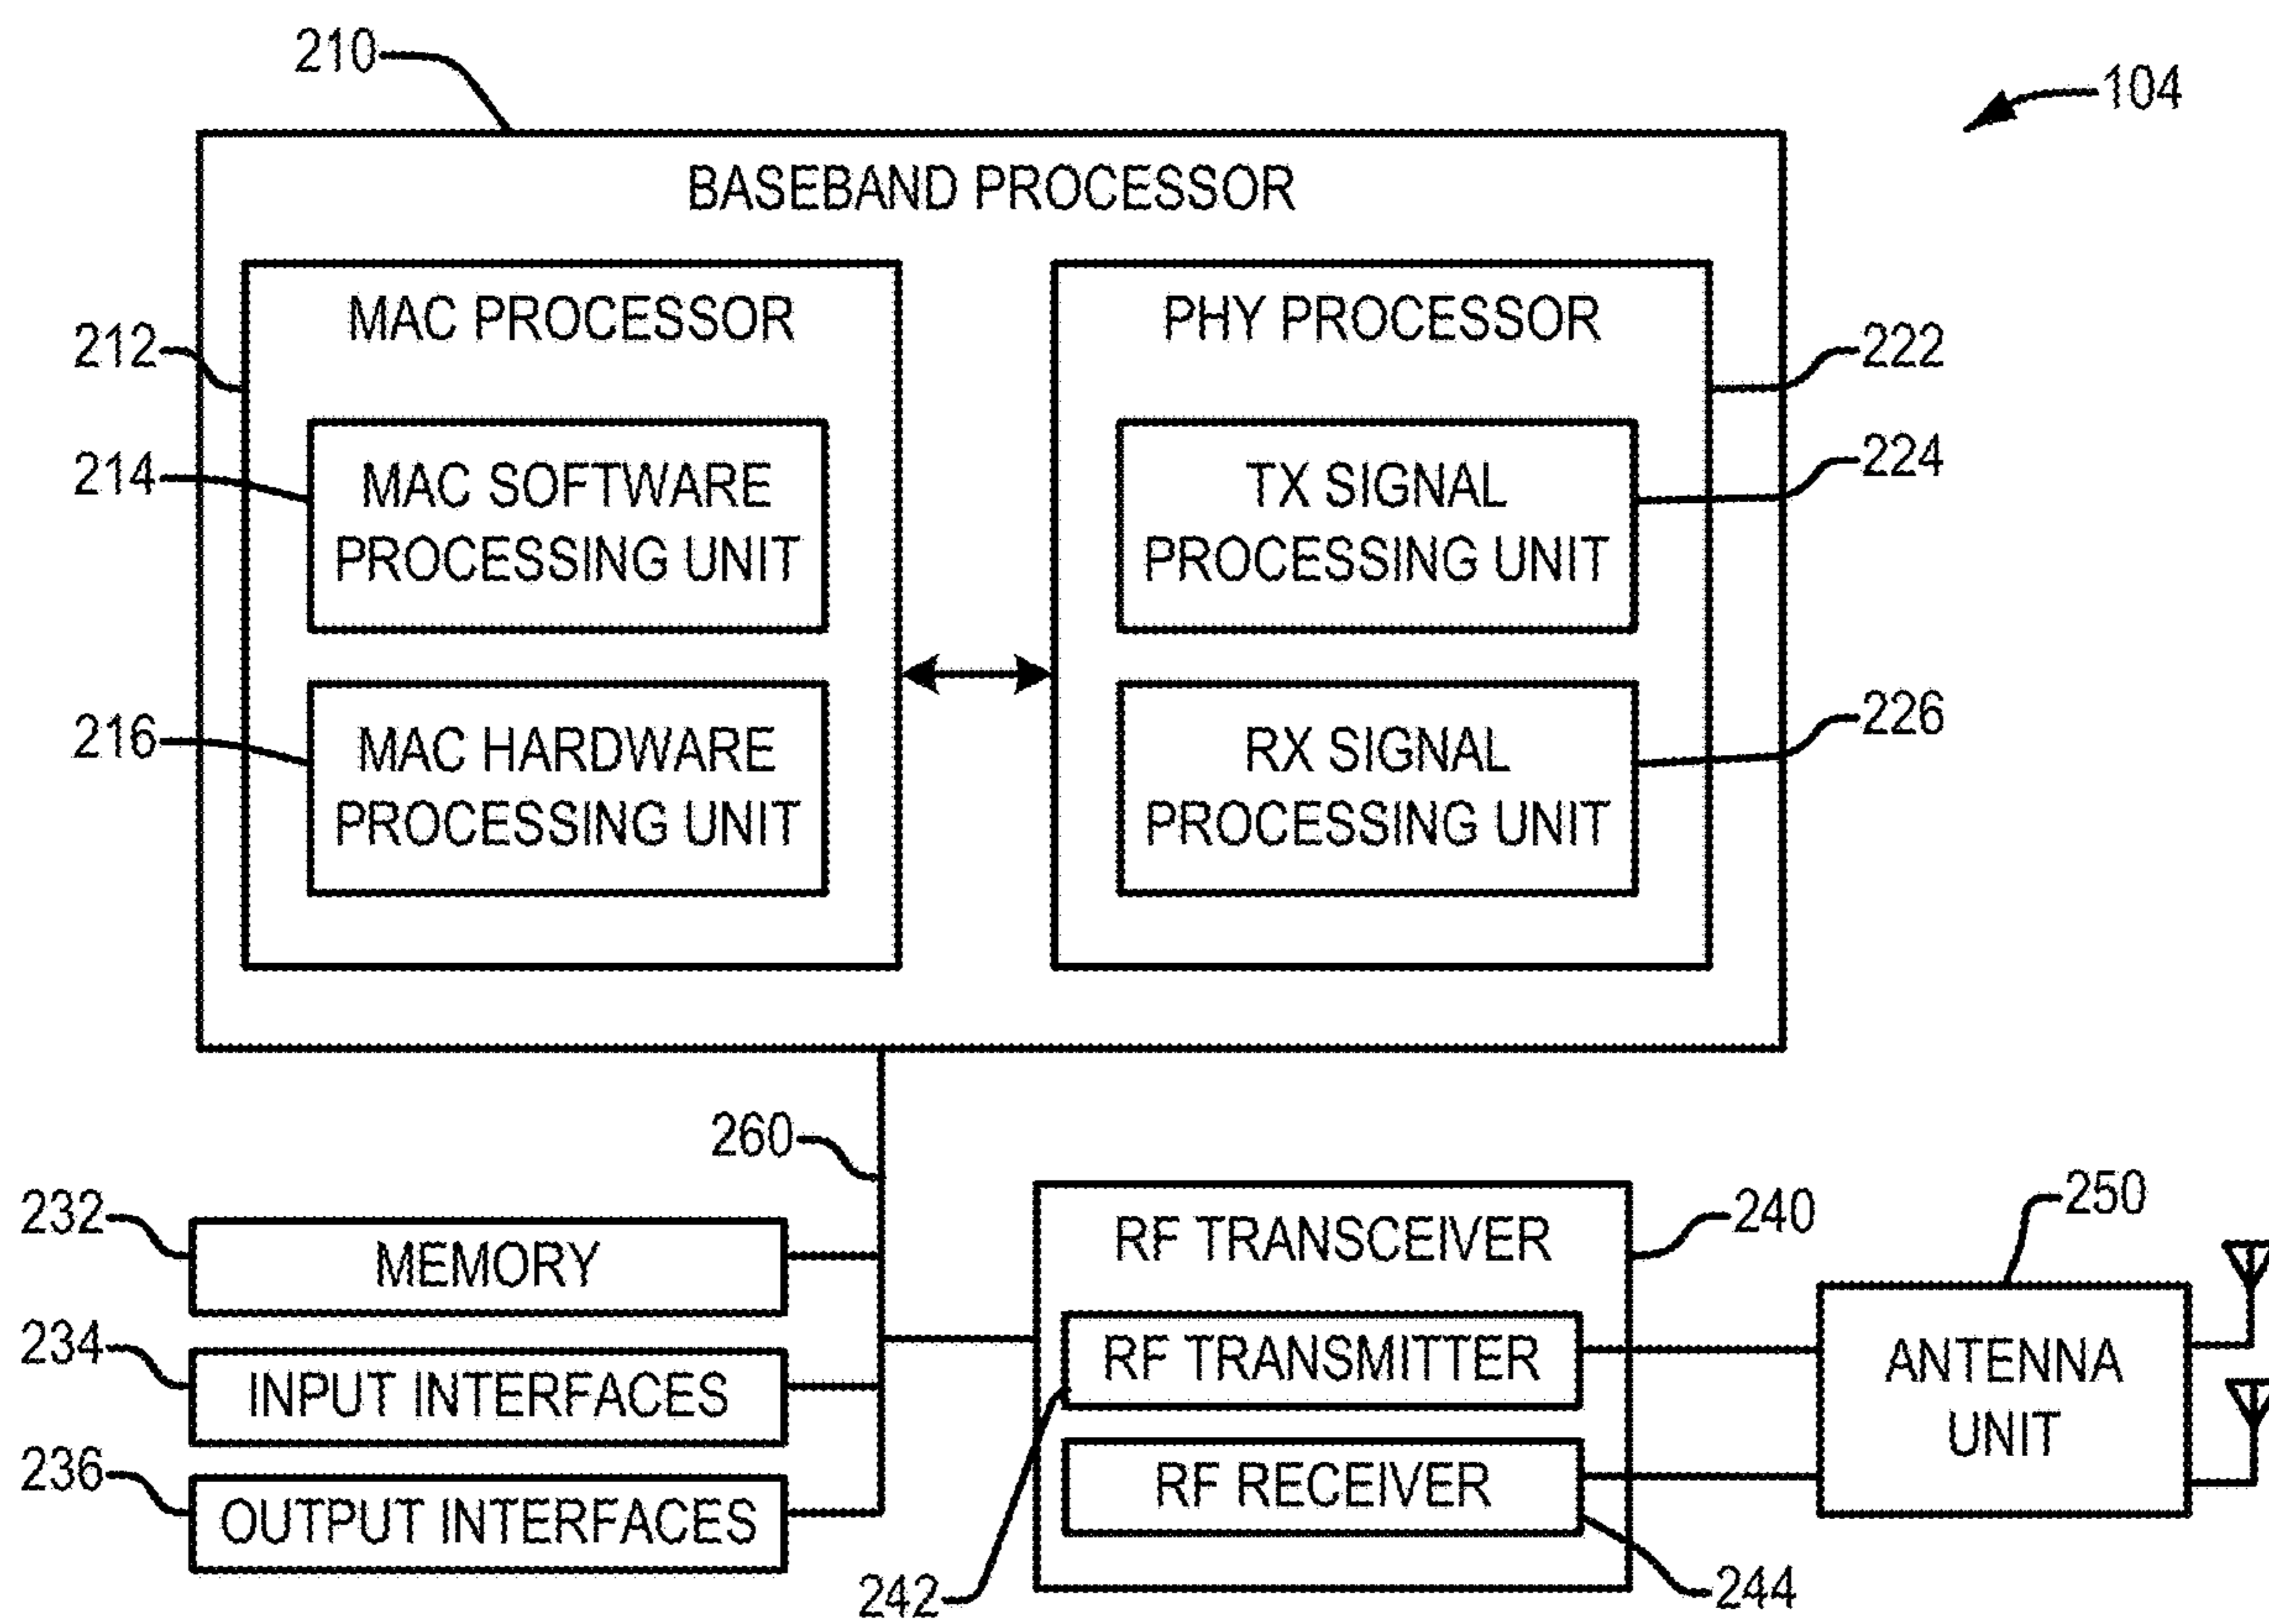 210
104
BASEBAND PROCESSOR
MAC PROCESSOR
PHY PROCESSOR
212
222
214
MAC SOFTWARE
PROCESSING UNIT
TX SIGNAL
PROCESSING UNIT
224
216
MAC HARDWARE
PROCESSING UNIT
RX SIGNAL
PROCESSING UNIT
226
260
232
MEMORY
234
INPUT INTERFACES
236
OUTPUT INTERFACES
RF TRANSCEIVER
240
RF TRANSMITTER
242
RF RECEIVER
244
250
ANTENNA
UNIT